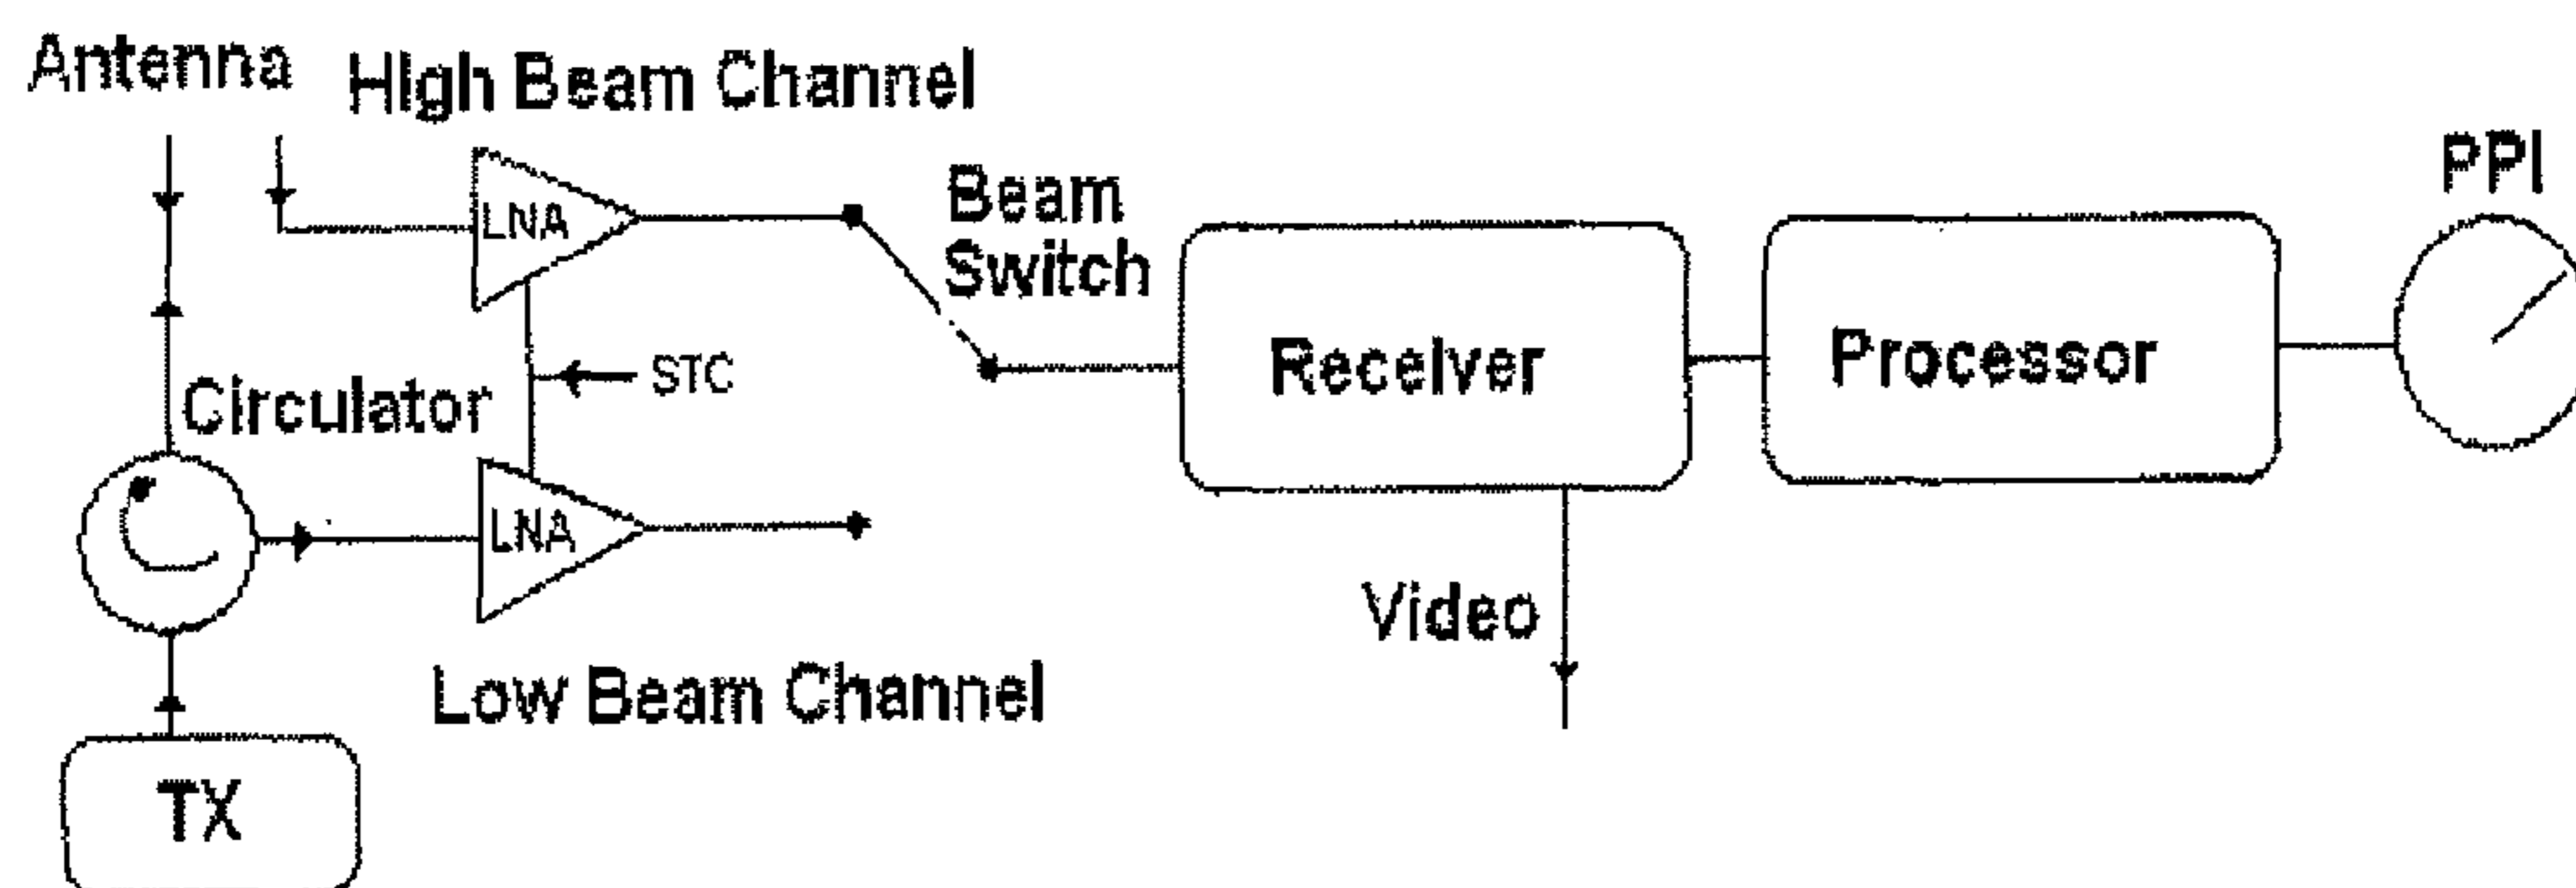 Antenna
High Beam Channel
LNA
Beam
Switch
PPI
Receiver
Processor
STC
Circulator
LNA
Video
Low Beam Channel
TX